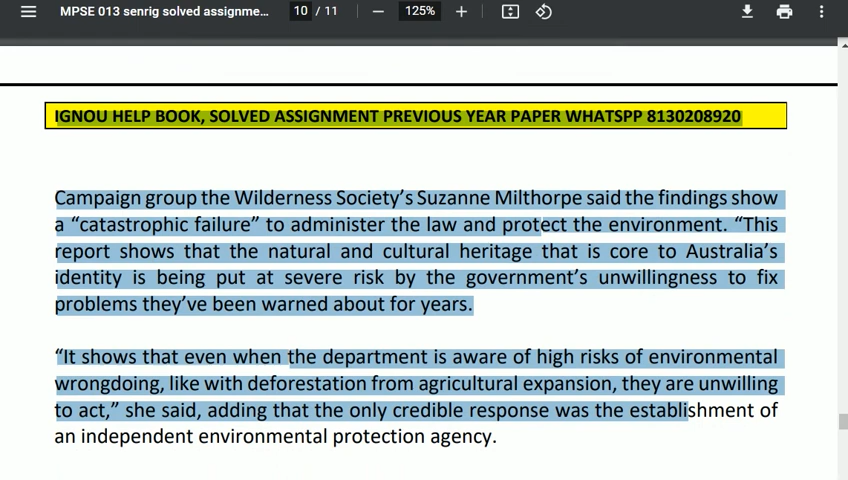 MPSE 013 senrig solved assignme... 10 / 11 125%
IGNOU HELP BOOK, SOLVED ASSIGNMENT PREVIOUS YEAR PAPER WHATSPP 8130208920
Campaign group the Wilderness Society’s Suzanne Milthorpe said the findings show
a “catastrophic failure” to administer the law and protect the environment. “This
report shows that the natural and cultural heritage that is core to Australia’s
identity is being put at severe risk by the government’s unwillingness to fix
problems they’ve been warned about for years.
“It shows that even when the department is aware of high risks of environmental
wrongdoing, like with deforestation from agricultural expansion, they are unwilling
to act,” she said, adding that the only credible response was the establishment of
an independent environmental protection agency.